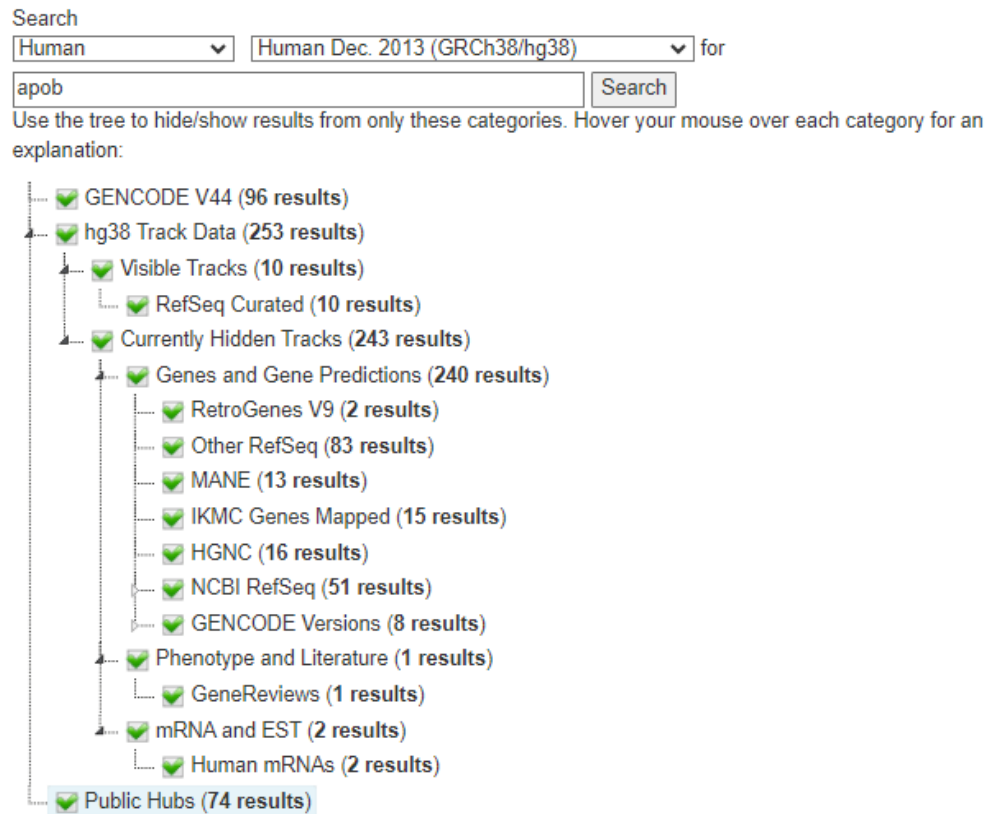 Search
Human Human Dec. 2013 (GRCh38/hg38) for
apob Search
Use the tree to hide/show results from only these categories. Hover your mouse over each category for an
explanation:
GENCODE V44 (96 results)
hg38 Track Data (253 results)
Visible Tracks (10 results)
RefSeq Curated (10 results)
Currently Hidden Tracks (243 results)
Genes and Gene Predictions (240 results)
RetroGenes V9 (2 results)
Other RefSeq (83 results)
MANE (13 results)
IKMC Genes Mapped (15 results)
HGNC (16 results)
NCBI RefSeq (51 results)
GENCODE Versions (8 results)
Phenotype and Literature (1 results)
GeneReviews (1 results)
mRNA and EST (2 results)
Human mRNAs (2 results)
Public Hubs (74 results)